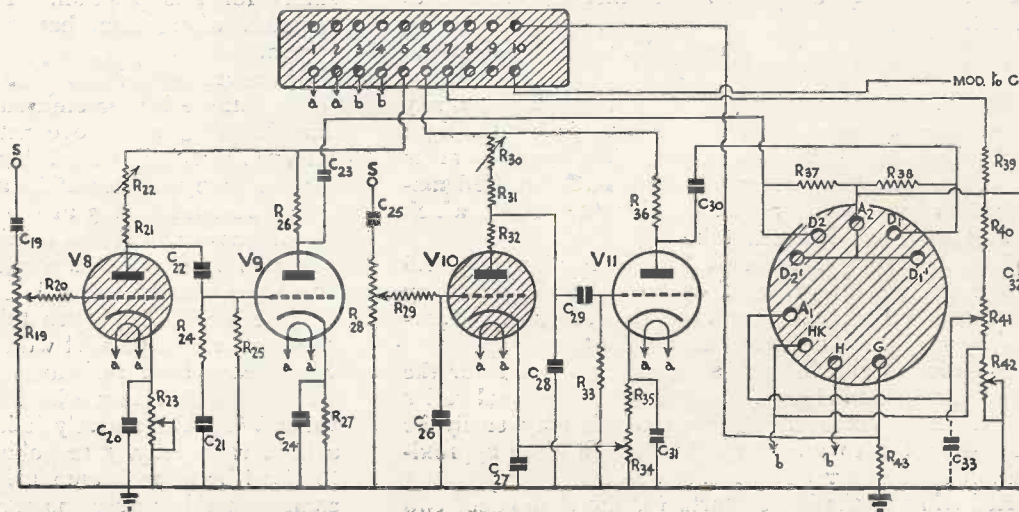 1 2 3 4 5 6 7 8 9 10
a a b b
MOD. to C
S
C19
R19
R20
R22
R21
V8
C22
R24
R25
R23
C20
C21
V9
R26
C23
C24
R27
a a
a a
S
C25
R28
R29
V10
R30
R31
R32
C26
C27
C28
C29
R33
V11
R36
C30
R35
R34
C31
a a
a a
R37
R38
D2
A2
D1
D2'
D1'
A1
HK
H
G
b
b
R43
C33
R39
R40
R41
R42
C
32